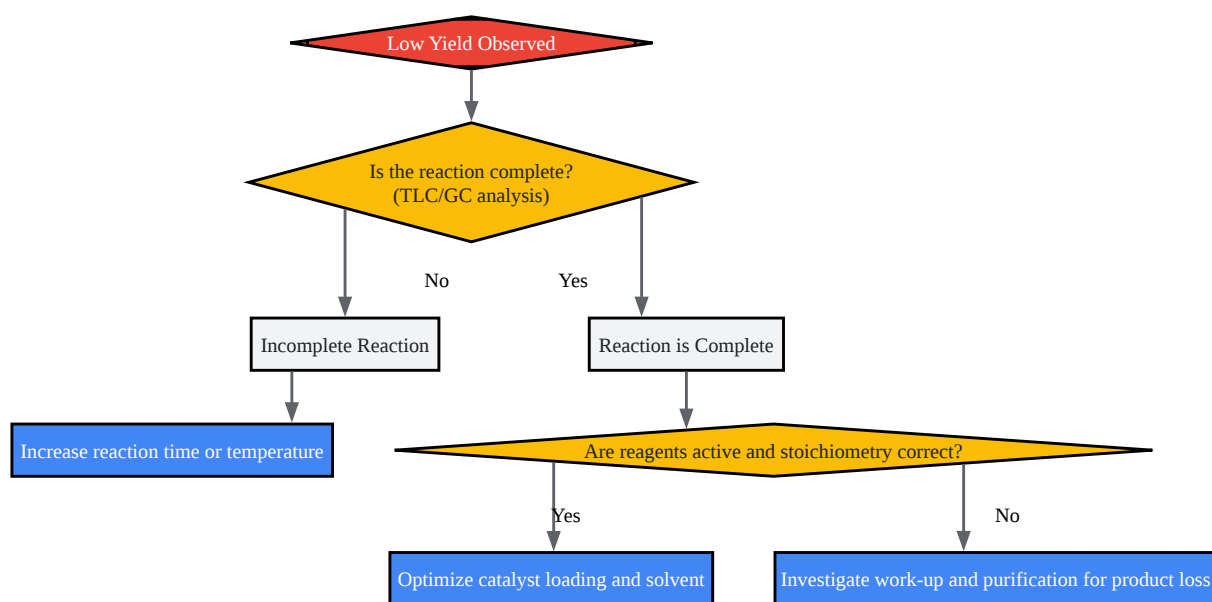 Low Yield Observed
Is the reaction complete?
(TLC/GC analysis)
No
Yes
Incomplete Reaction
Reaction is Complete
Increase reaction time or temperature
Are reagents active and stoichiometry correct?
Yes
No
Optimize catalyst loading and solvent
Investigate work-up and purification for product loss